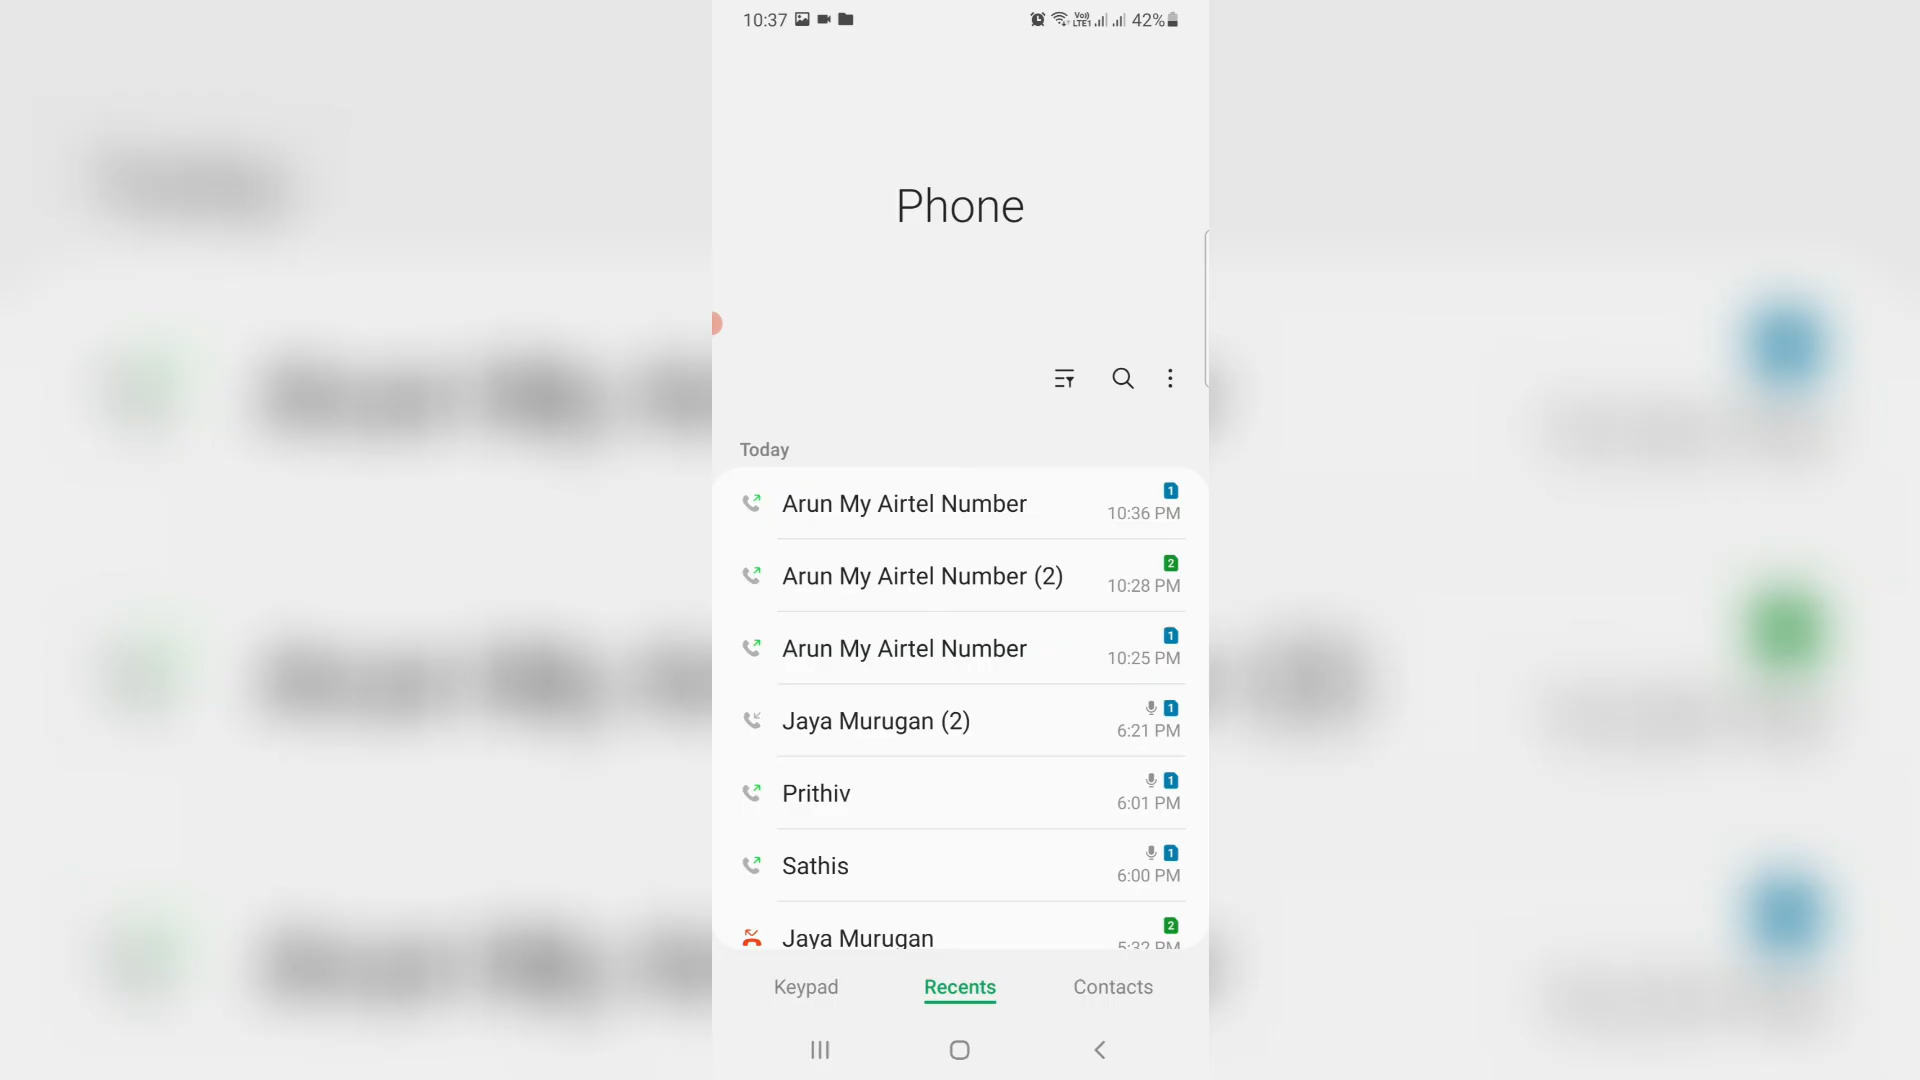 10:37 Vo)) LTE1 42%
Phone
Today
Arun My Airtel Number 1 10:36 PM
Arun My Airtel Number (2) 2 10:28 PM
Arun My Airtel Number 1 10:25 PM
Jaya Murugan (2) 1 6:21 PM
Prithiv 1 6:01 PM
Sathis 1 6:00 PM
Jaya Murugan 2 5:32 PM
Keypad Recents Contacts